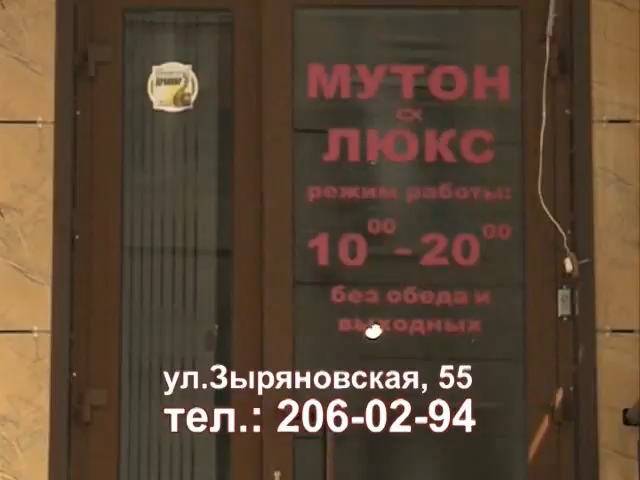 МУТОН
ЛЮКС
режим работы:
10⁰⁰ - 20⁰⁰
без обеда и
выходных
ул.Зыряновская, 55
тел.: 206-02-94